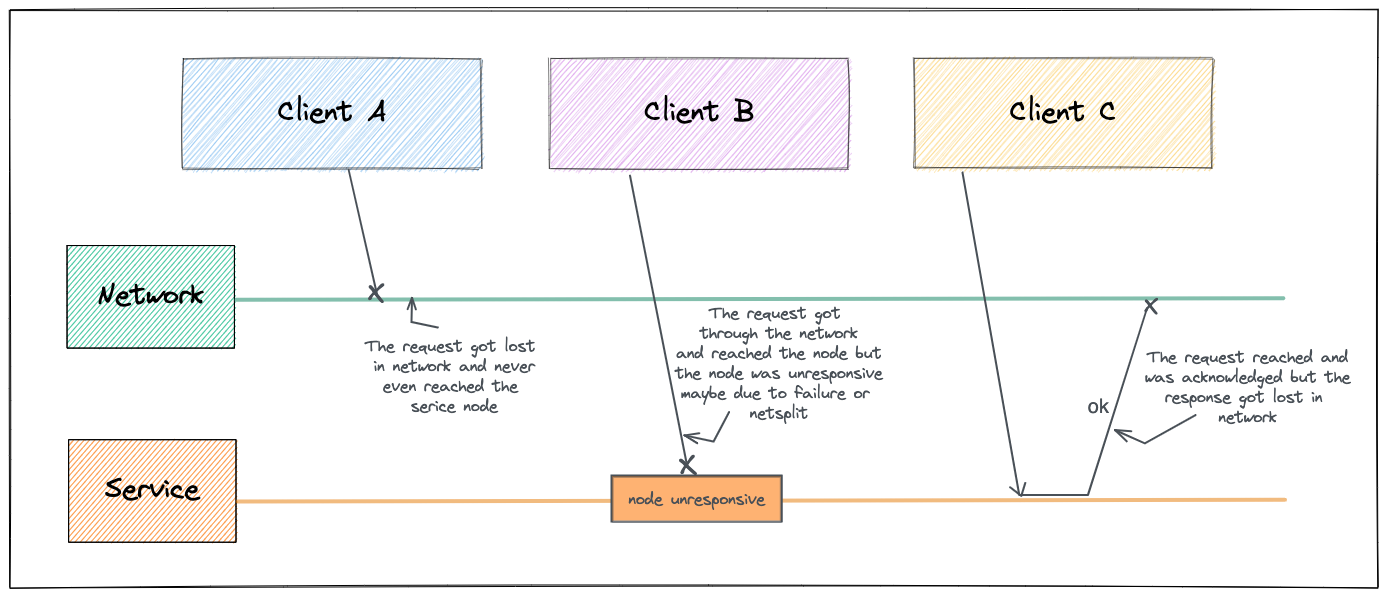 Client A
Client B
Client C
Network
The request got lost
in network and never
even reached the
serice node
The request got
through the network
and reached the node but
the node was unresponsive
maybe due to failure or
netsplit
The request reached and
was acknowledged but the
response got lost in
network
ok
Service
node unresponsive